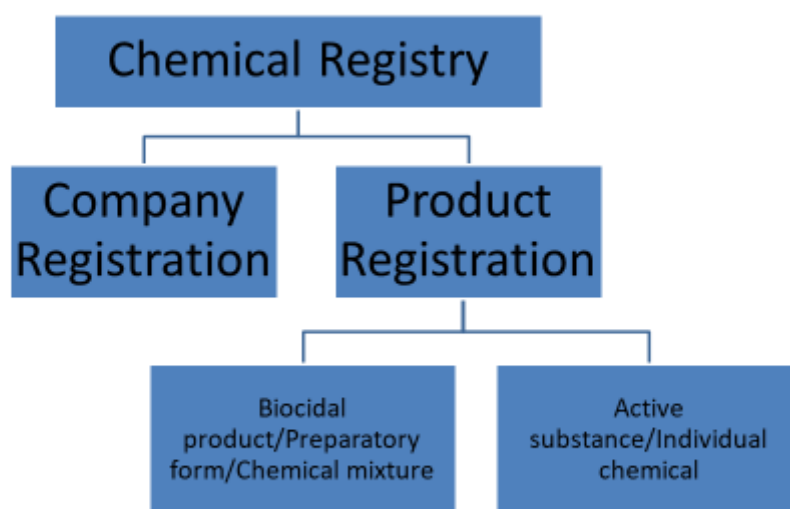 Chemical Registry
Company
Registration
Product
Registration
Biocidal
product/Preparatory
form/Chemical mixture
Active
substance/Individual
chemical